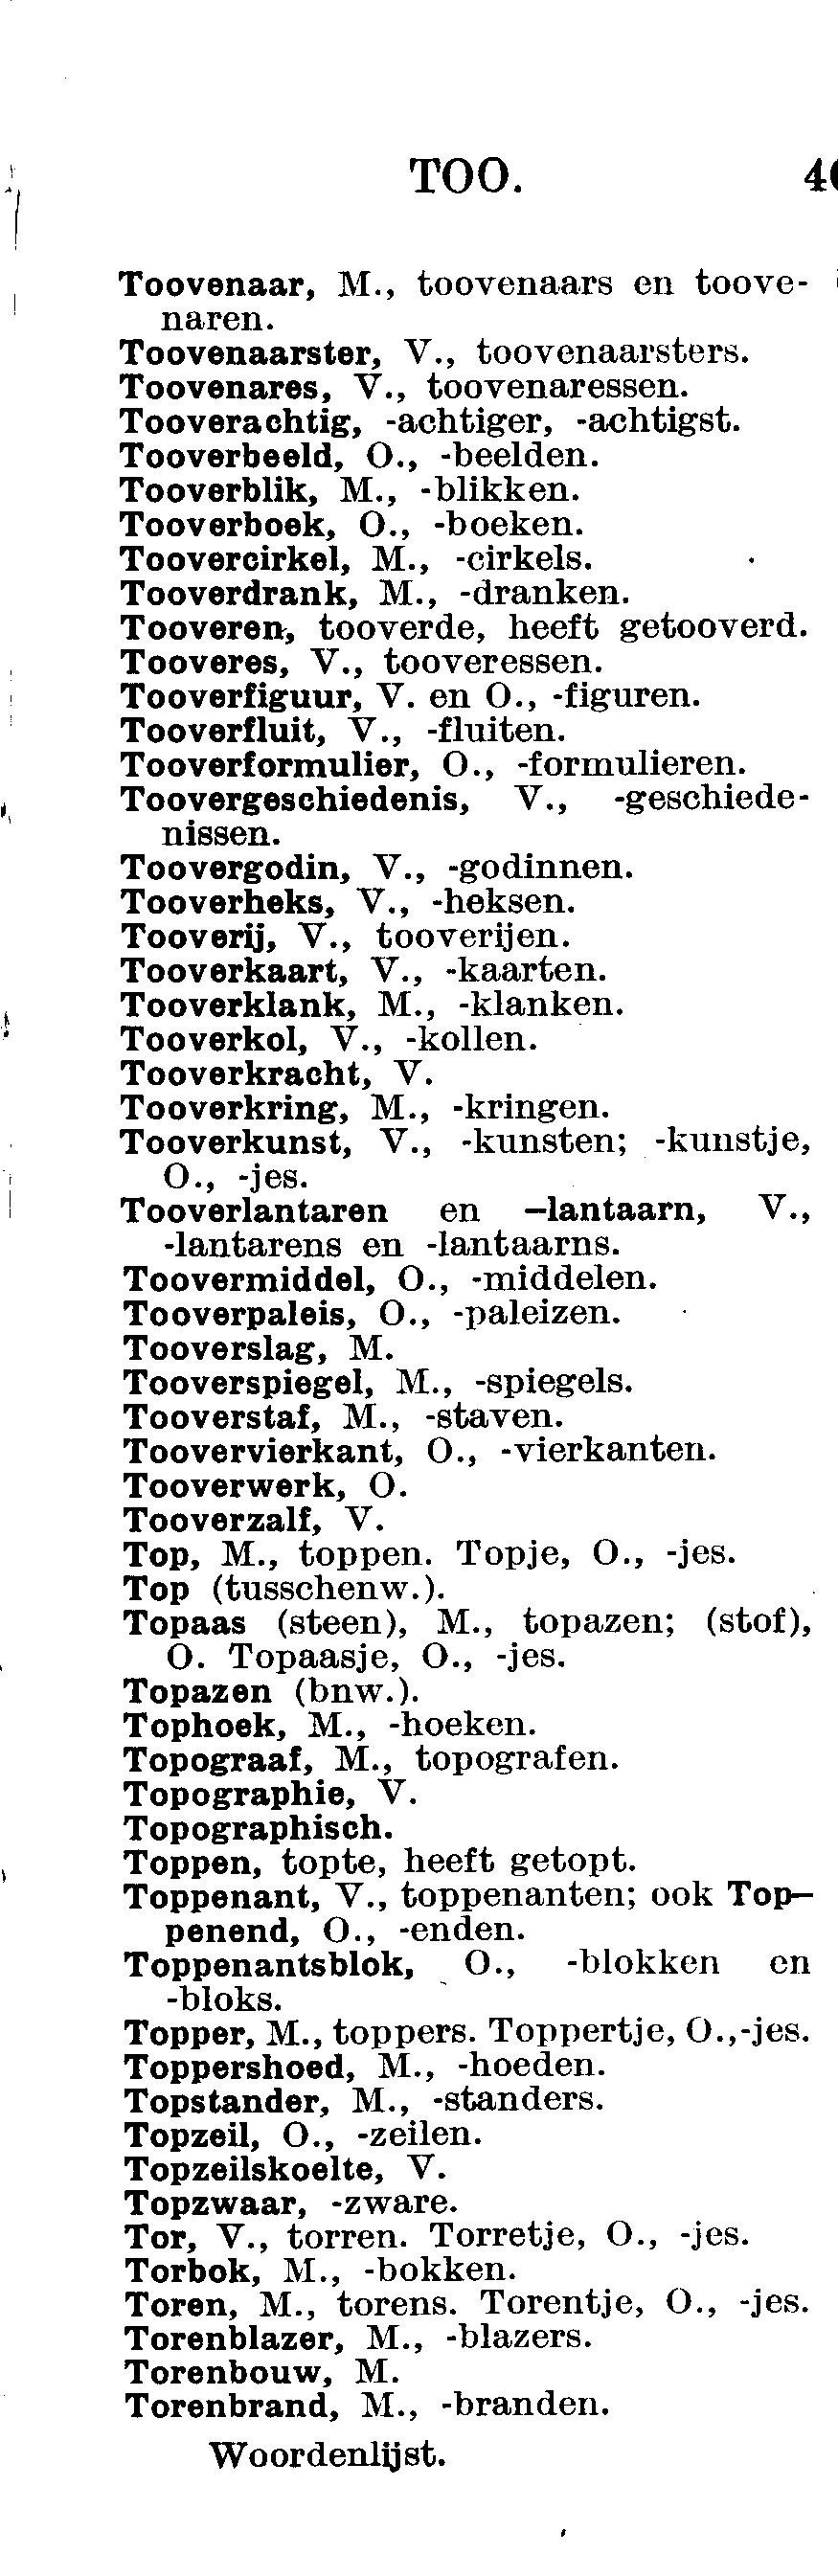 TOO.
Toovenaar, M., toovenaars en toove-
naren.
Toovenaarster, V., toovenaarsters.
Toovenares, V., toovenaressen.
Tooverachtig, -achtiger, -achtigst.
Tooverbeeld, O., -beelden.
Tooverblik, M., -blikken.
Tooverboek, O., -boeken.
Toovercirkel, M., -cirkels.
Tooverdrank, M., -dranken.
Tooveren, tooverde, heeft getooverd.
Tooveres, V., tooveressen.
Tooverfiguur, V. en O., -figuren.
Tooverfluit, V., -fluiten.
Tooverformulier, O., -formulieren.
Toovergeschiedenis, V., -geschiede-
nissen.
Toovergodin, V., -godinnen.
Tooverheks, V., -heksen.
Tooverij, V., tooverijen.
Tooverkaart, V., -kaarten.
Tooverklank, M., -klanken.
Tooverkol, V., -kollen.
Tooverkracht, V.
Tooverkring, M., -kringen.
Tooverkunst, V., -kunsten; -kunstje,
O., -jes.
Tooverlantaren en –lantaarn, V.,
-lantarens en -lantaarns.
Toovermiddel, O., -middelen.
Tooverpaleis, O., -paleizen.
Tooverslag, M.
Tooverspiegel, M., -spiegels.
Tooverstaf, M., -staven.
Toovervierkant, O., -vierkanten.
Tooverwerk, O.
Tooverzalf, V.
Top, M., toppen. Topje, O., -jes.
Top (tusschenw.).
Topaas (steen), M., topazen; (stof),
O. Topaasje, O., -jes.
Topazen (bnw.).
Tophoek, M., -hoeken.
Topograaf, M., topografen.
Topographie, V.
Topographisch.
Toppen, topte, heeft getopt.
Toppenant, V., toppenanten; ook Top–
penend, O., -enden.
Toppenantsblok, O., -blokken en
-bloks.
Topper, M., toppers. Toppertje, O.,-jes.
Toppershoed, M., -hoeden.
Topstander, M., -standers.
Topzeil, O., -zeilen.
Topzeilskoelte, V.
Topzwaar, -zware.
Tor, V., torren. Torretje, O., -jes.
Torbok, M., -bokken.
Toren, M., torens. Torentje, O., -jes.
Torenblazer, M., -blazers.
Torenbouw, M.
Torenbrand, M., -branden.
Woordenlijst.